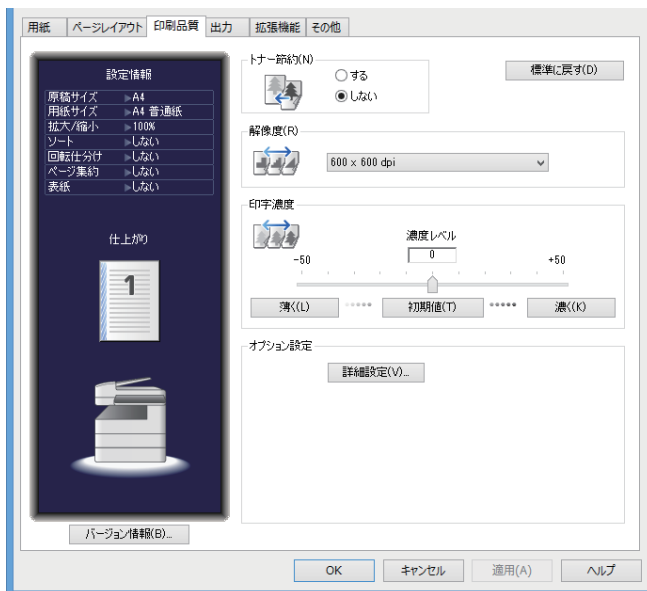 用紙 ページレイアウト 印刷品質 出力 拡張機能 その他
設定情報
原稿サイズ ▶A4
用紙サイズ ▶A4 普通紙
拡大/縮小 ▶100%
ソート ▶しない
回転仕分け ▶しない
ページ集約 ▶しない
表紙 ▶しない
仕上がり
1
バージョン情報(B)...
トナー節約(N)
する
しない
標準に戻す(D)
解像度(R)
600 x 600 dpi
印字濃度
濃度レベル
-50 0 +50
薄く(L) 初期値(T) 濃く(K)
オプション設定
詳細設定(V)...
OK キャンセル 適用(A) ヘルプ